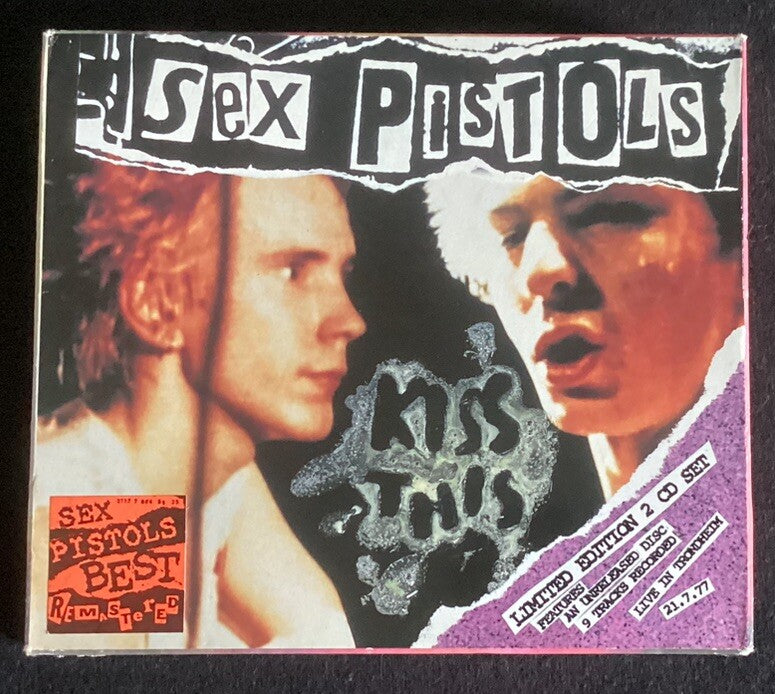 Sex PISTOLS
KISS
THIS
SEX
PISTOLS
BEST
REMASTeReD
LIMITED EDITION 2 CD SET
FEATURES
AN UNRELEASED DISC
9 TRACKS RECORDED
LIVE IN TRONDHEIM
21.7.77